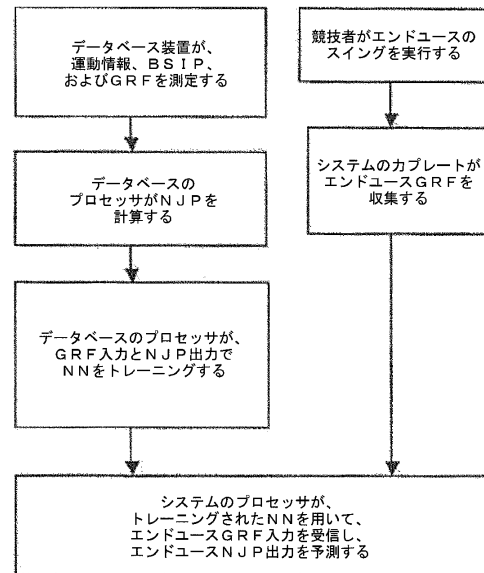 データベース装置が、
運動情報、BSIP、
およびGRFを測定する
データベースの
プロセッサがNJPを
計算する
データベースのプロセッサが、
GRF入力とNJP出力で
NNをトレーニングする
競技者がエンドユースの
スイングを実行する
システムの力プレートが
エンドユースGRFを
収集する
システムのプロセッサが、
トレーニングされたNNを用いて、
エンドユースGRF入力を受信し、
エンドユースNJP出力を予測する